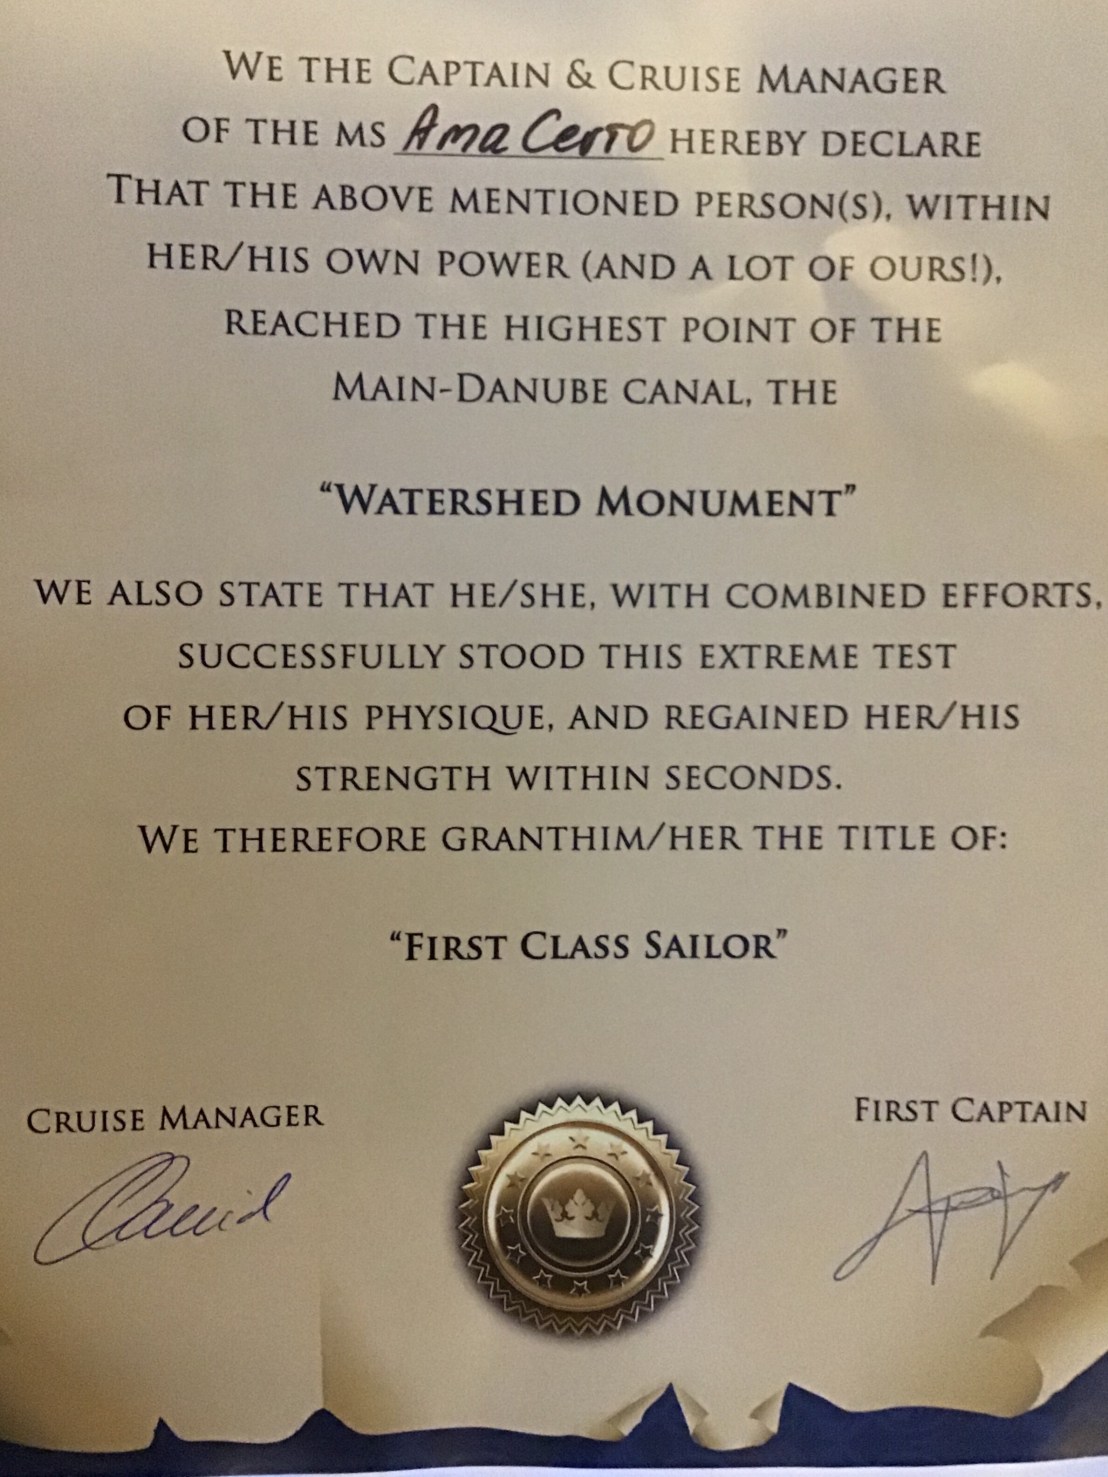 We the Captain & Cruise Manager
of the MS Ama Certo hereby declare
That the above mentioned person(s), within
her/his own power (and a lot of ours!),
reached the highest point of the
Main-Danube canal, the
“Watershed Monument”
we also state that he/she, with combined efforts,
successfully stood this extreme test
of her/his physique, and regained her/his
strength within seconds.
We therefore granthim/her the title of:
“First Class Sailor”
Cruise Manager
First Captain